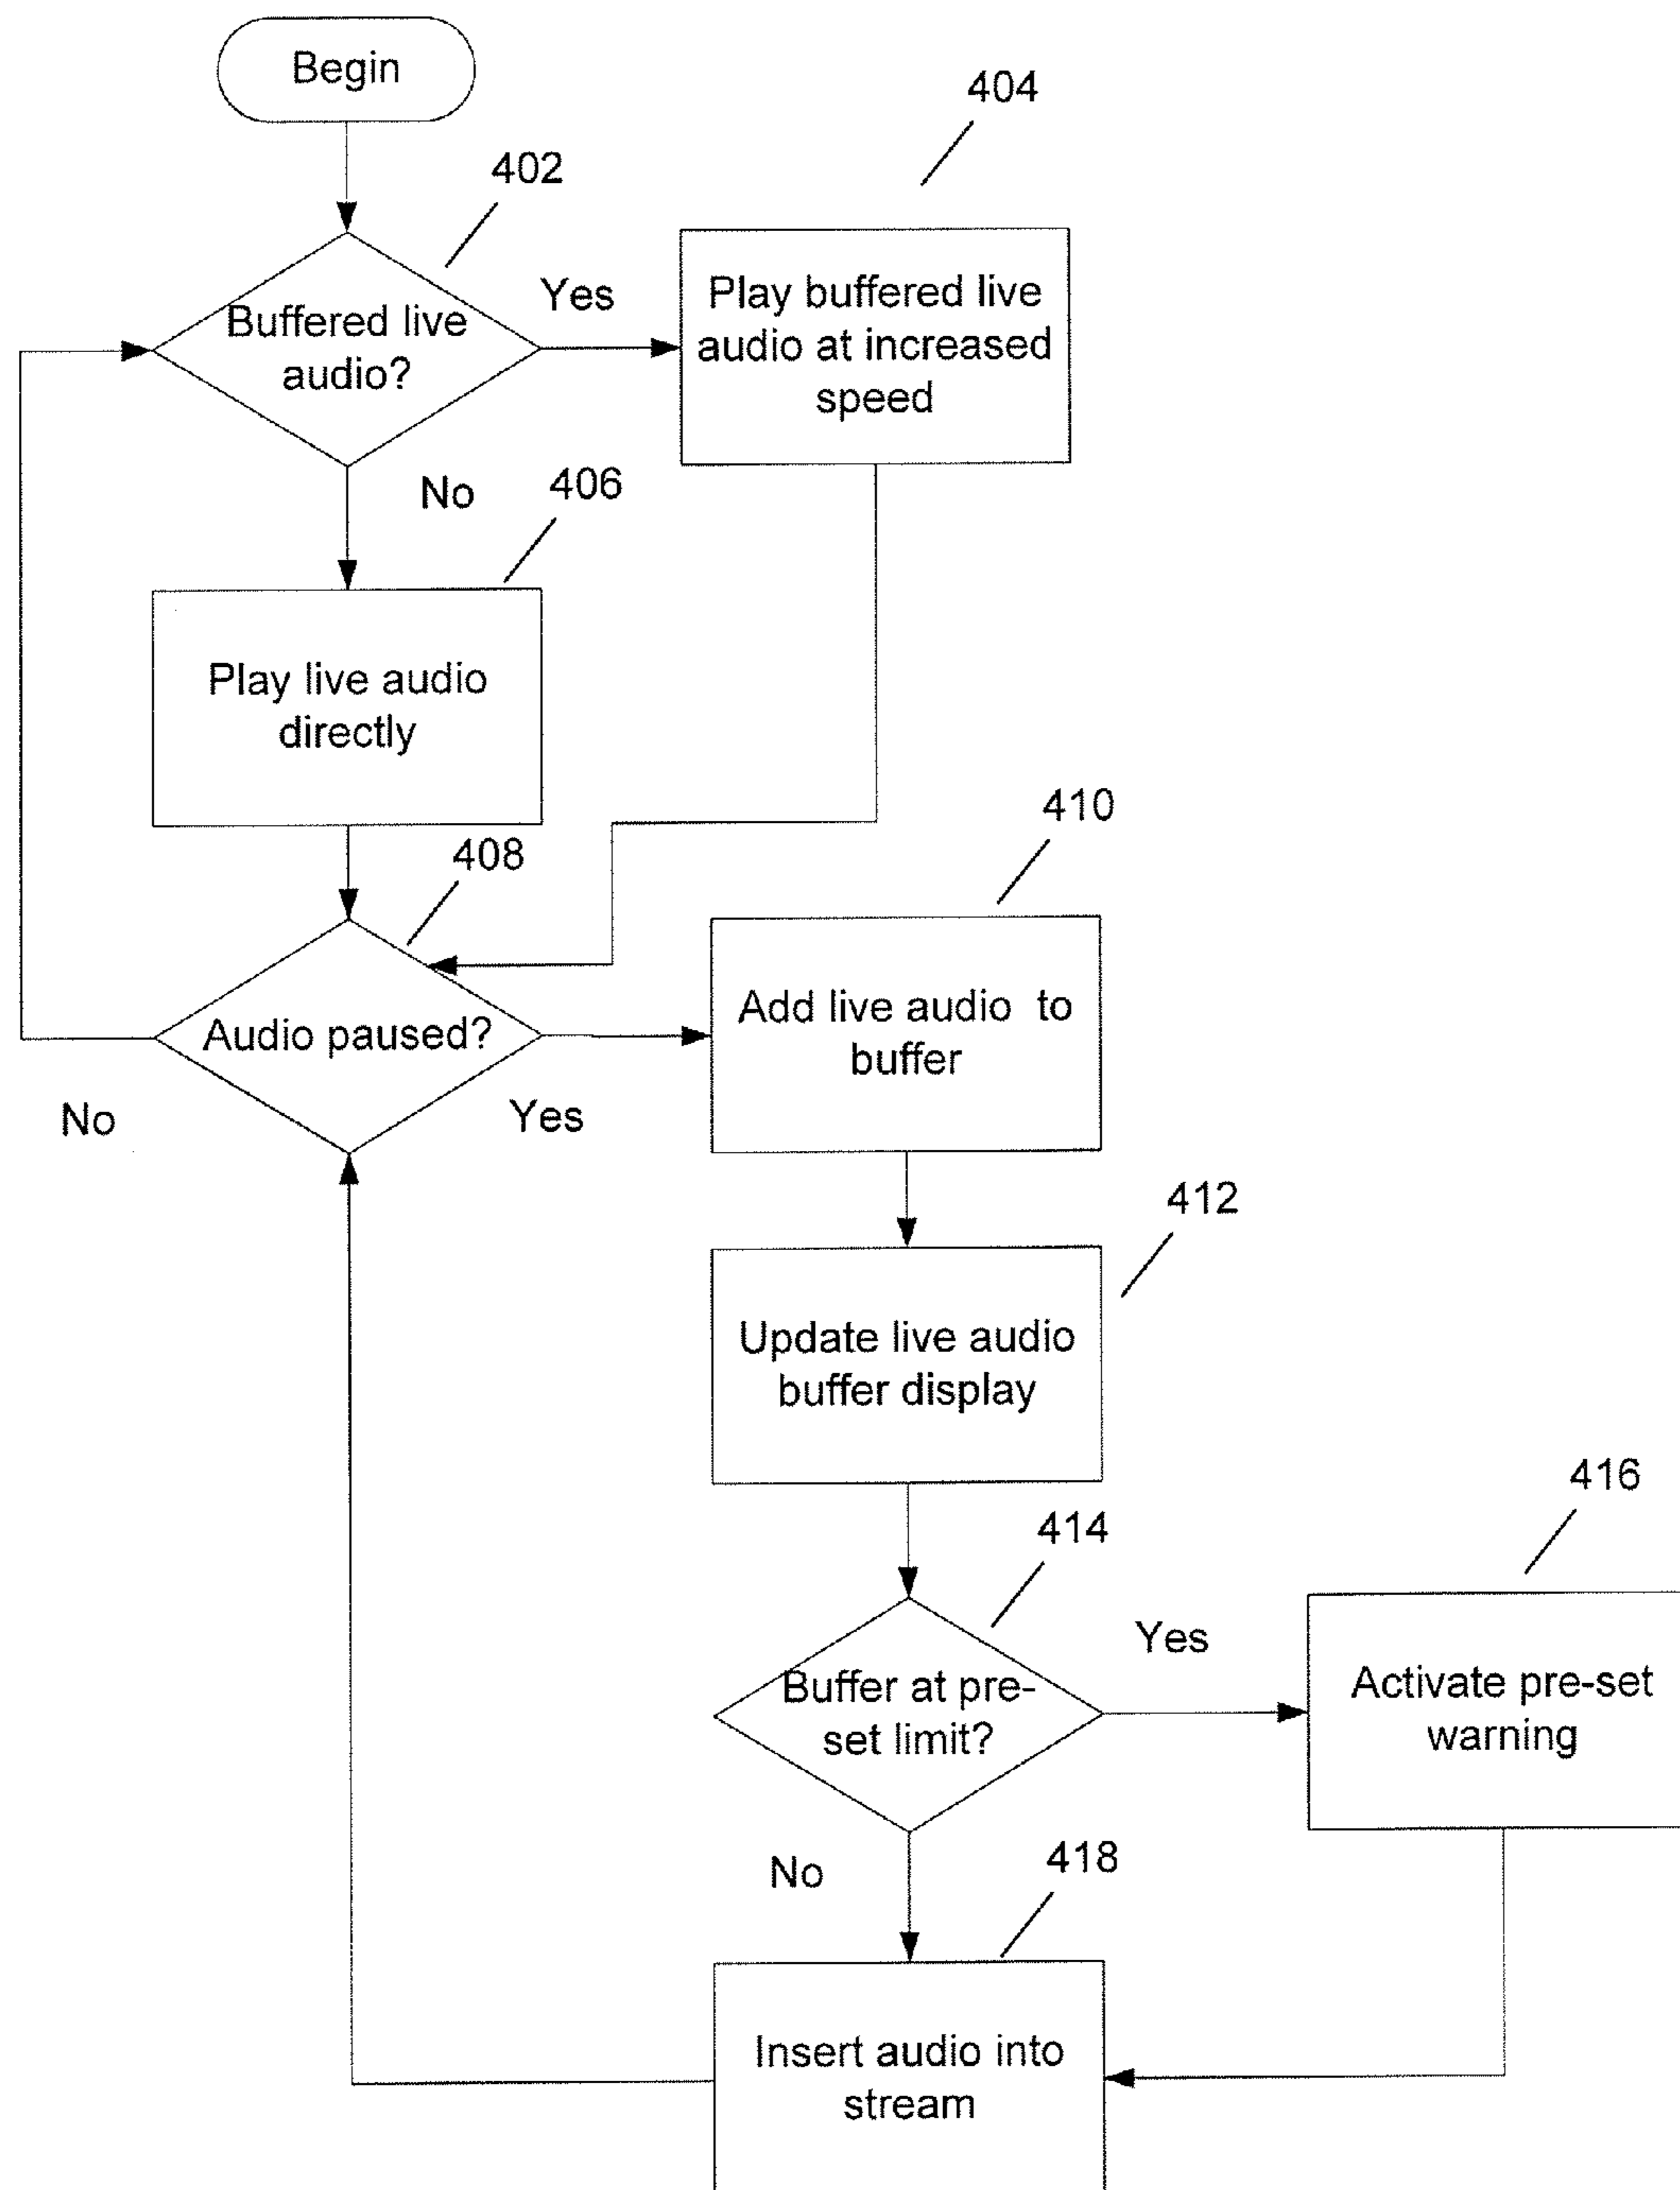 Begin
404
402
Yes
Buffered live
audio?
Play buffered live
audio at increased
speed
No
406
Play live audio
directly
410
408
Add live audio to
buffer
Audio paused?
No
Yes
412
Update live audio
buffer display
416
414
Yes
Buffer at pre-
set limit?
Activate pre-set
warning
No
418
Insert audio into
stream